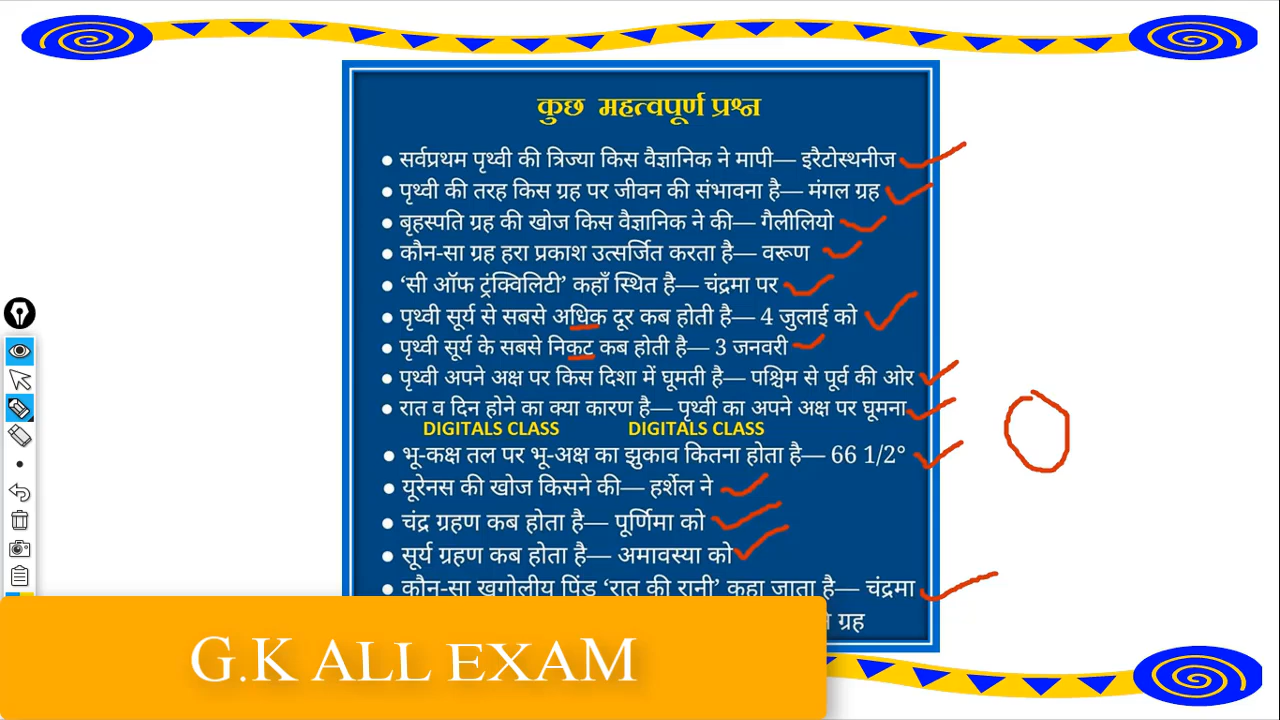 कुछ महत्वपूर्ण प्रश्न
• सर्वप्रथम पृथ्वी की त्रिज्या किस वैज्ञानिक ने मापी— इरैटोस्थनीज
• पृथ्वी की तरह किस ग्रह पर जीवन की संभावना है— मंगल ग्रह
• बृहस्पति ग्रह की खोज किस वैज्ञानिक ने की— गैलीलियो
• कौन-सा ग्रह हरा प्रकाश उत्सर्जित करता है— वरूण
• ‘सी ऑफ ट्रंक्विलिटी’ कहाँ स्थित है— चंद्रमा पर
• पृथ्वी सूर्य से सबसे अधिक दूर कब होती है— 4 जुलाई को
• पृथ्वी सूर्य के सबसे निकट कब होती है— 3 जनवरी
• पृथ्वी अपने अक्ष पर किस दिशा में घूमती है— पश्चिम से पूर्व की ओर
• रात व दिन होने का क्या कारण है— पृथ्वी का अपने अक्ष पर घूमना
DIGITALS CLASS DIGITALS CLASS
• भू-कक्ष तल पर भू-अक्ष का झुकाव कितना होता है— 66 1/2°
• यूरेनस की खोज किसने की— हर्शेल ने
• चंद्र ग्रहण कब होता है— पूर्णिमा को
• सूर्य ग्रहण कब होता है— अमावस्या को
• कौन-सा खगोलीय पिंड ‘रात की रानी’ कहा जाता है— चंद्रमा
ग्रह
G.K ALL EXAM